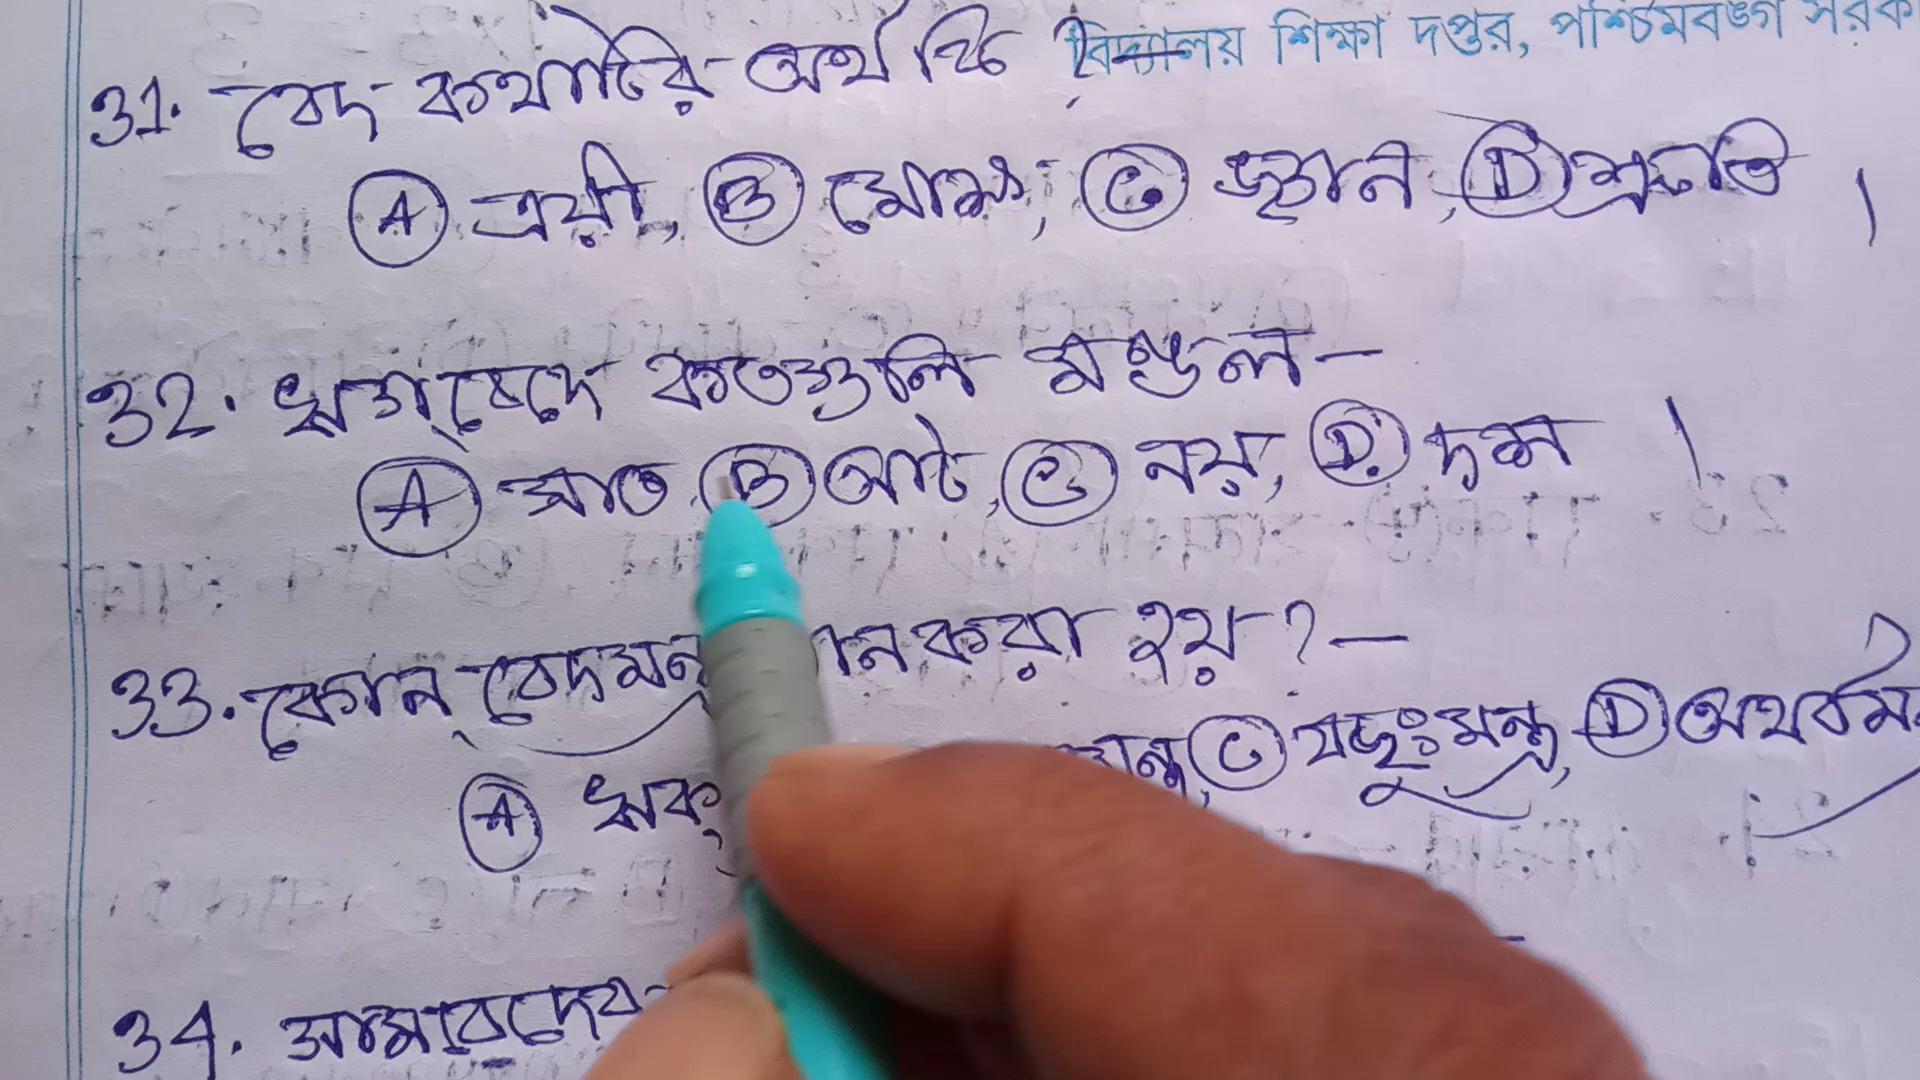 বিদ্যালয় শিক্ষা দপ্তর, পশ্চিমবঙ্গ সরকা
31. বেদ কথাটির অর্থ কি ?—
(A) ত্রয়ী, (B) মোক্ষ, (C) জ্ঞান, (D) শ্রুতি।
32. ঋগ্বেদে কতগুলি মণ্ডল—
(A) সাত, (B) আট, (C) নয়, (D) দশ।
33. কোন্ বেদমন্ত্র গান করা হয়?—
(A) ঋক্ (C) যজুঃমন্ত্র, (D) অথর্বম
34. সামবেদের